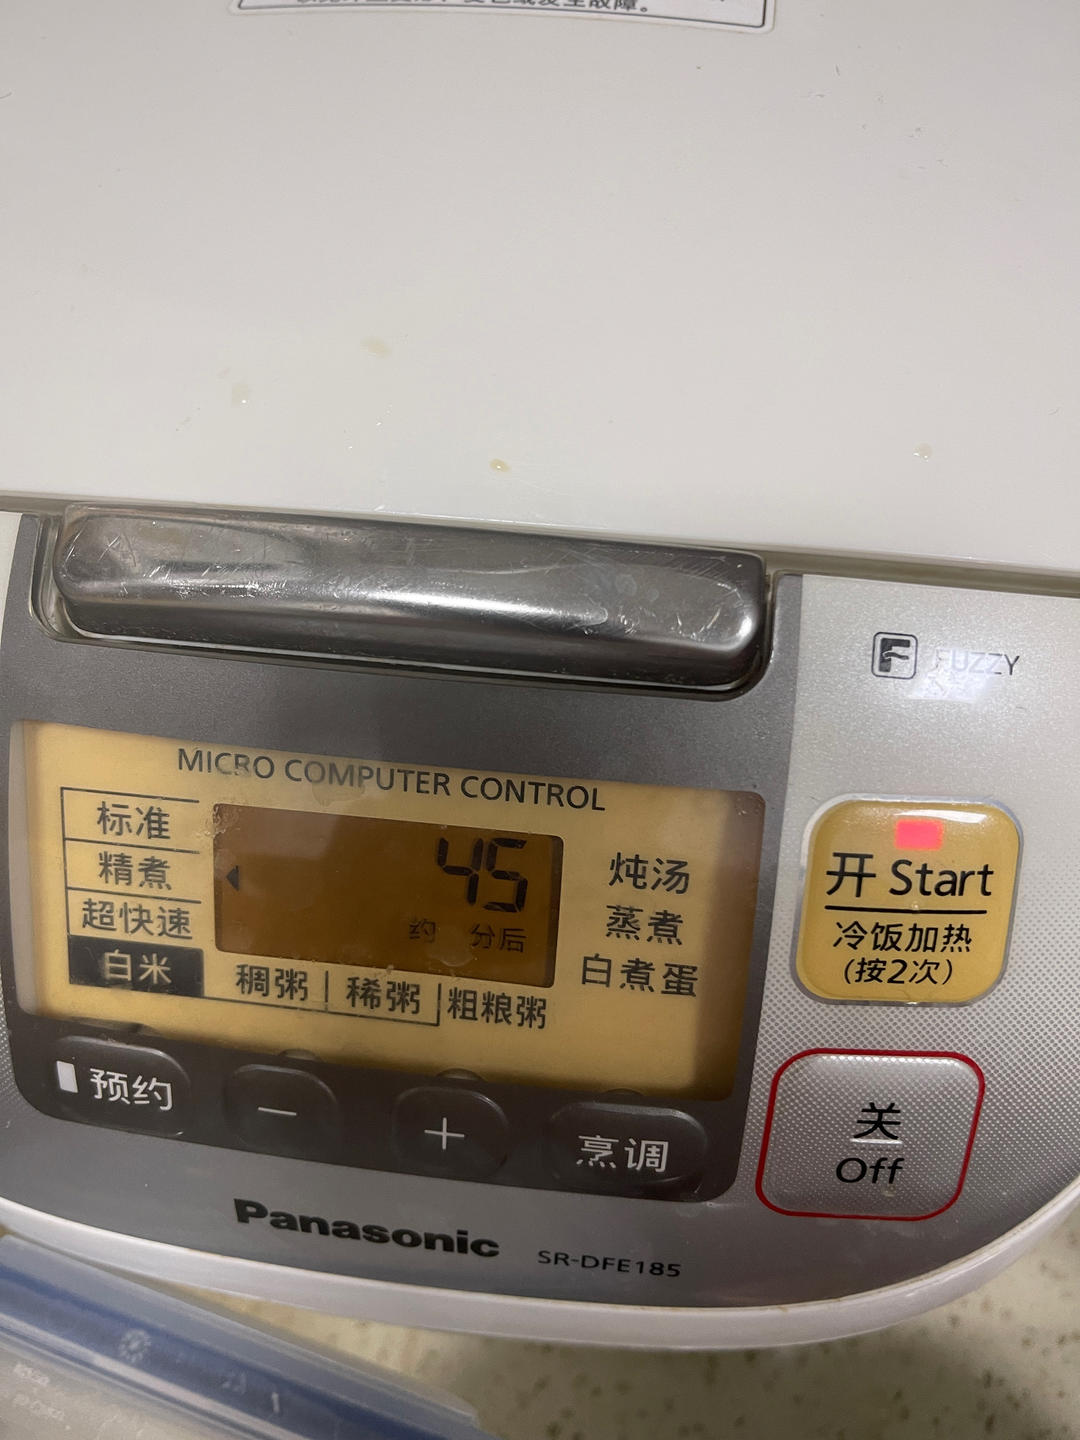 FUZZY
MICRO COMPUTER CONTROL
标准
精煮
超快速
白米
45
约 分后
稠粥 稀粥 粗粮粥
炖汤
蒸煮
白煮蛋
开 Start
冷饭加热
(按2次)
预约
－
＋
烹调
关
Off
Panasonic
SR-DFE185